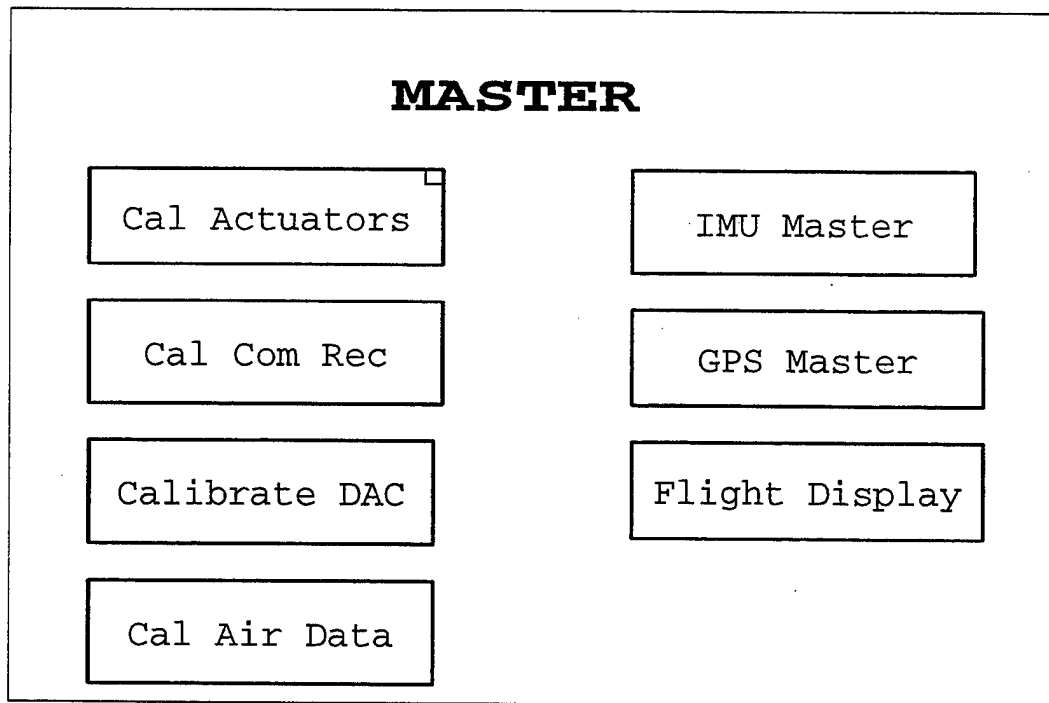 MASTER
Cal Actuators
Cal Com Rec
Calibrate DAC
Cal Air Data
IMU Master
GPS Master
Flight Display